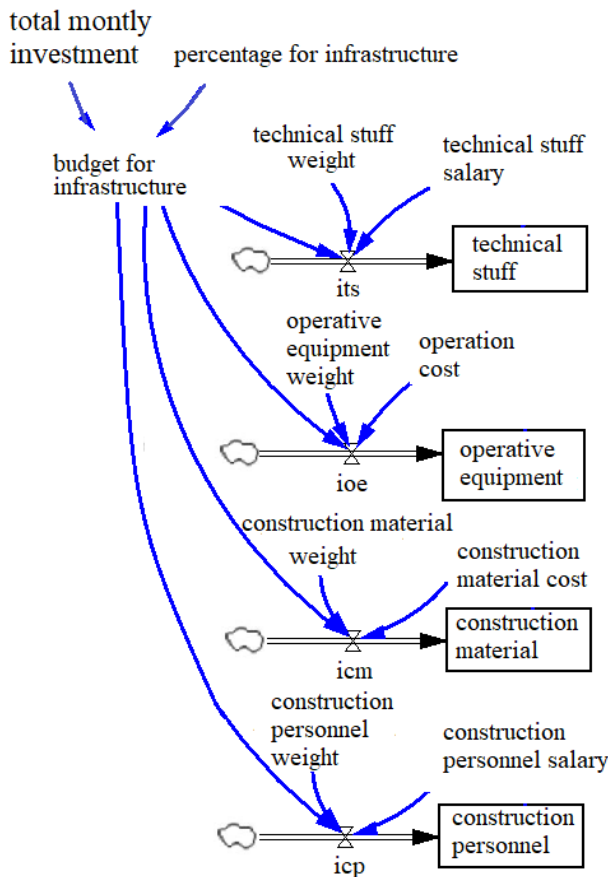 total montly
investment
percentage for infrastructure
budget for
infrastructure
technical stuff
weight
technical stuff
salary
technical
stuff
its
operative
equipment
weight
operation
cost
operative
equipment
ioe
construction material
weight
construction
material cost
construction
material
icm
construction
personnel
weight
construction
personnel salary
construction
personnel
icp